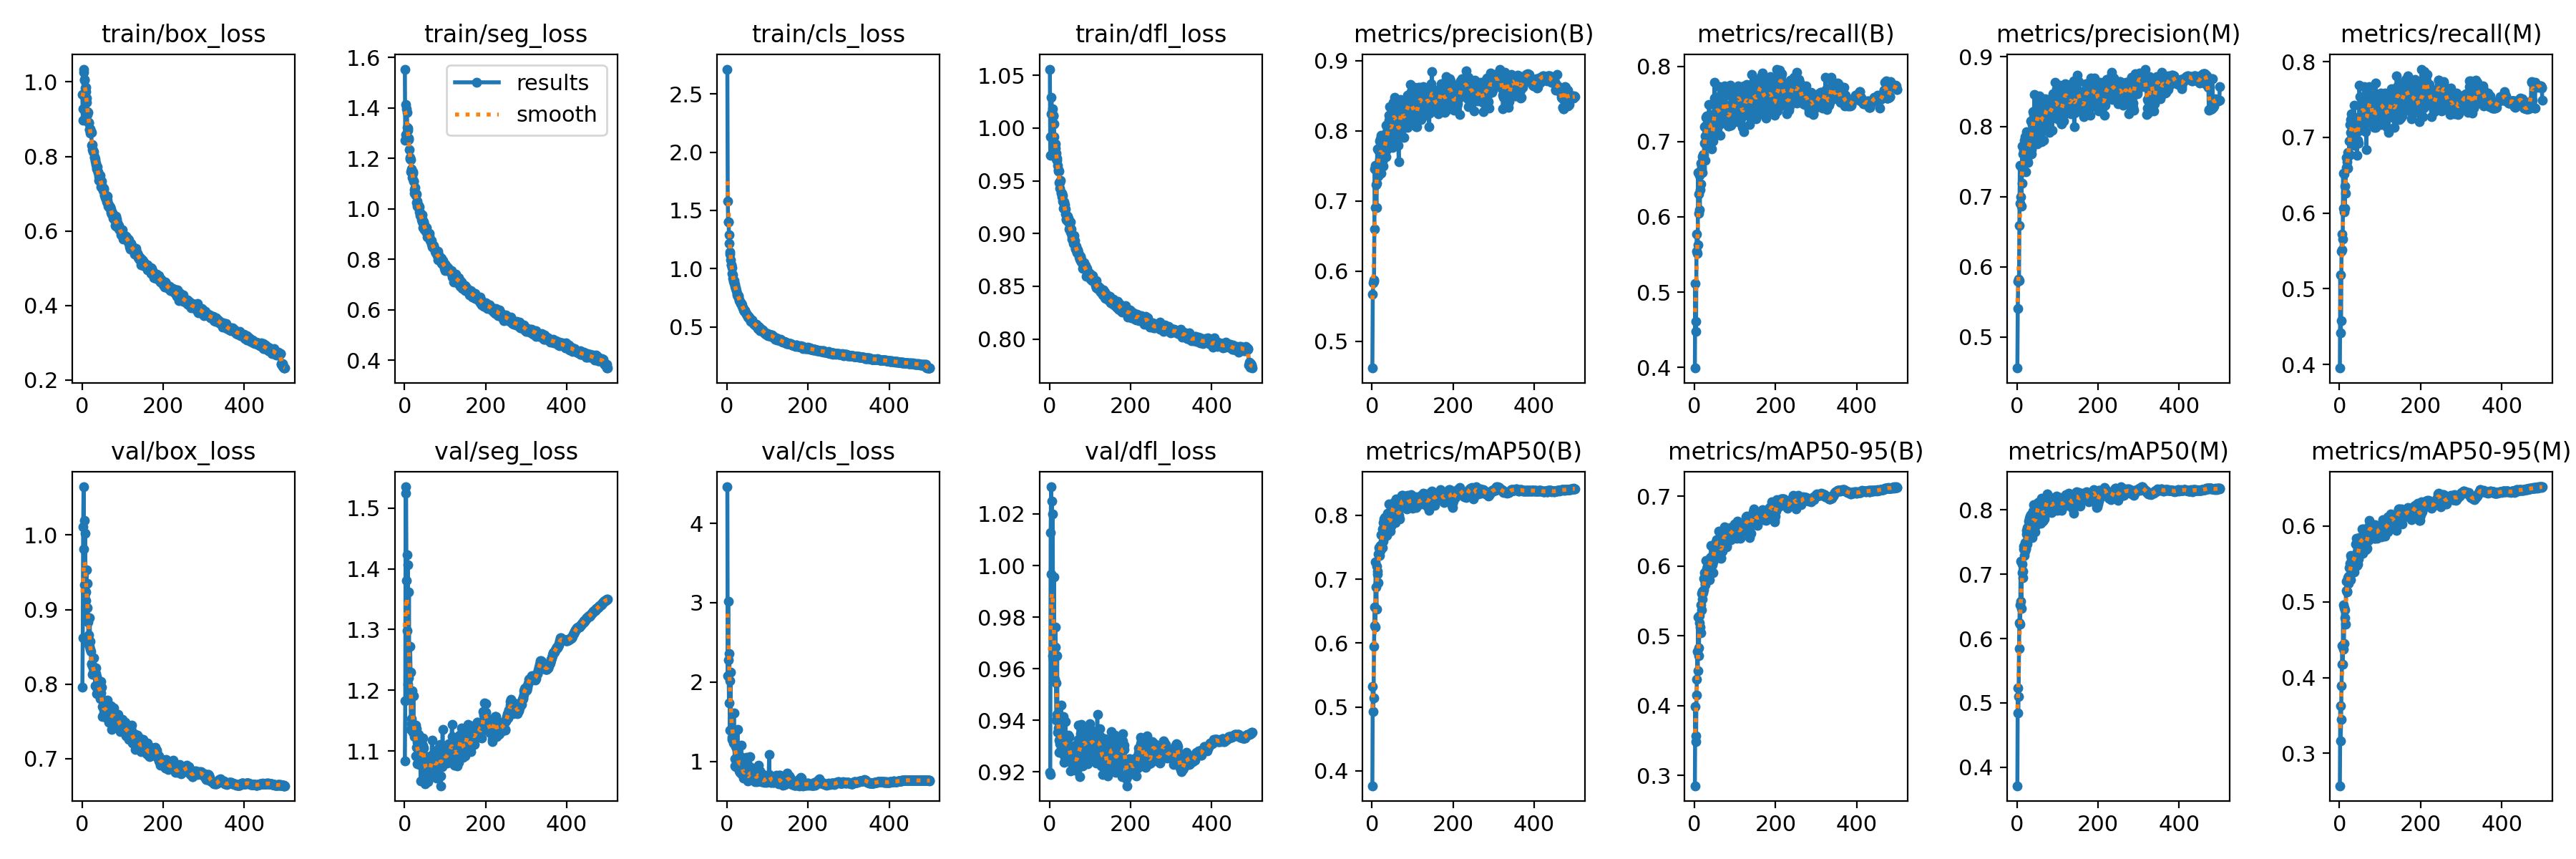 train/box_loss
train/seg_loss
train/cls_loss
train/dfl_loss
metrics/precision(B)
metrics/recall(B)
metrics/precision(M)
metrics/recall(M)
1.0
0.8
0.6
0.4
0.2
0 200 400
1.6
1.4
1.2
1.0
0.8
0.6
0.4
0 200 400
results
smooth
2.5
2.0
1.5
1.0
0.5
0 200 400
1.05
1.00
0.95
0.90
0.85
0.80
0 200 400
0.9
0.8
0.7
0.6
0.5
0 200 400
0.8
0.7
0.6
0.5
0.4
0 200 400
0.9
0.8
0.7
0.6
0.5
0 200 400
0.8
0.7
0.6
0.5
0.4
0 200 400
val/box_loss
val/seg_loss
val/cls_loss
val/dfl_loss
metrics/mAP50(B)
metrics/mAP50-95(B)
metrics/mAP50(M)
metrics/mAP50-95(M)
1.0
0.9
0.8
0.7
0 200 400
1.5
1.4
1.3
1.2
1.1
0 200 400
4
3
2
1
0 200 400
1.02
1.00
0.98
0.96
0.94
0.92
0 200 400
0.8
0.7
0.6
0.5
0.4
0 200 400
0.7
0.6
0.5
0.4
0.3
0 200 400
0.8
0.7
0.6
0.5
0.4
0 200 400
0.6
0.5
0.4
0.3
0 200 400